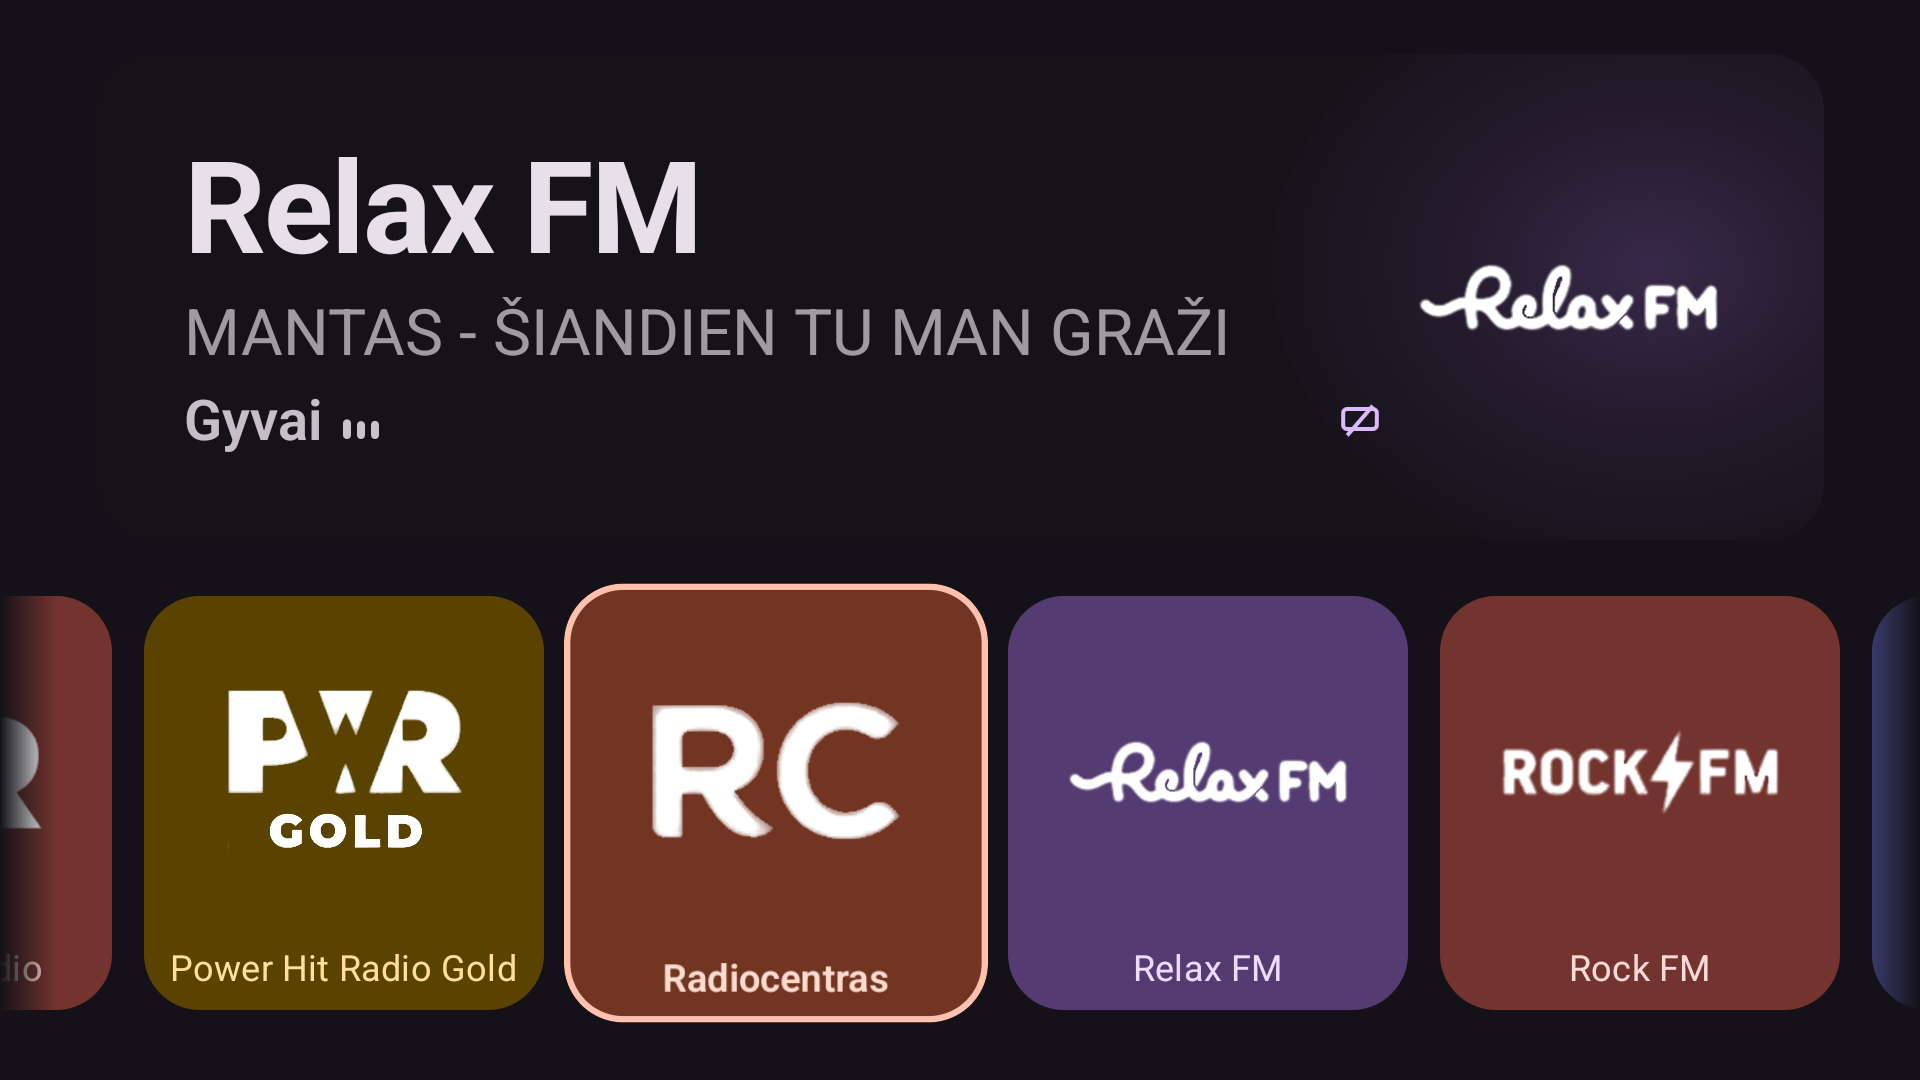 Relax FM
MANTAS - ŠIANDIEN TU MAN GRAŽI
Gyvai
Relax FM
PWR
GOLD
RC
Relax FM
ROCK FM
Power Hit Radio Gold
Radiocentras
Relax FM
Rock FM